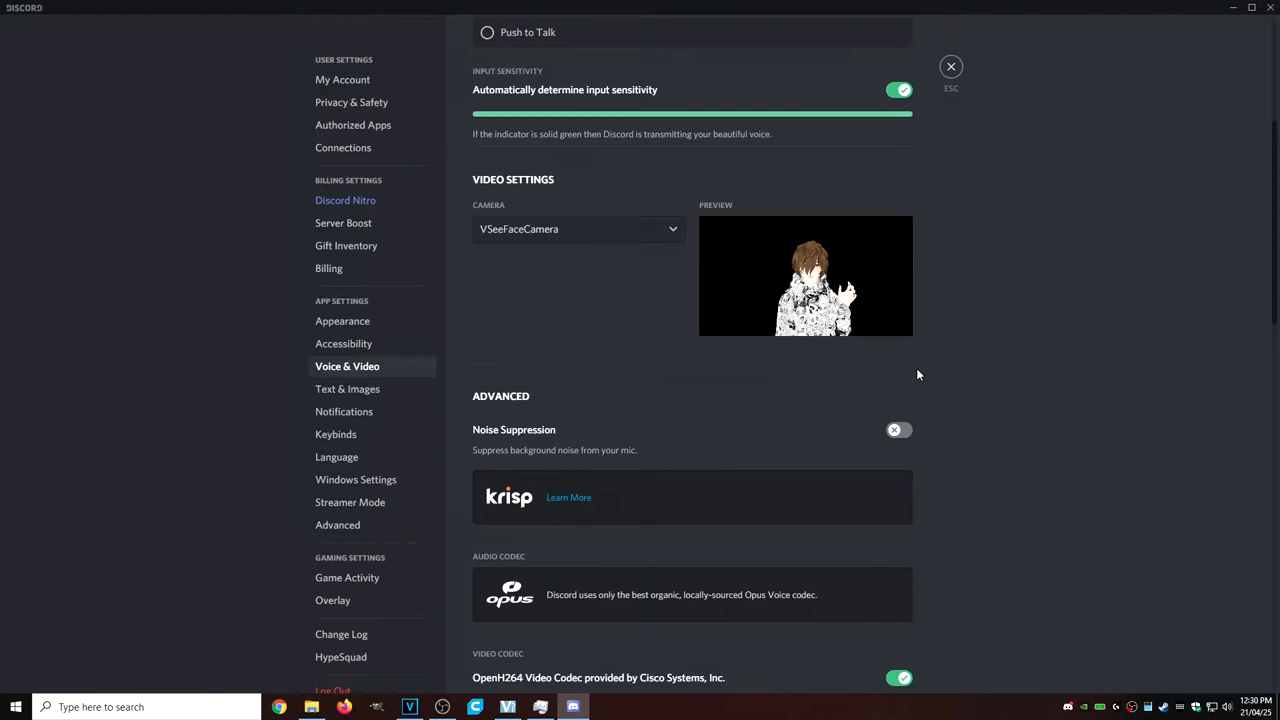 DISCORD
Push to Talk
USER SETTINGS
My Account
Privacy & Safety
Authorized Apps
Connections
BILLING SETTINGS
Discord Nitro
Server Boost
Gift Inventory
Billing
APP SETTINGS
Appearance
Accessibility
Voice & Video
Text & Images
Notifications
Keybinds
Language
Windows Settings
Streamer Mode
Advanced
GAMING SETTINGS
Game Activity
Overlay
Change Log
HypeSquad
Log Out
INPUT SENSITIVITY
Automatically determine input sensitivity
If the indicator is solid green then Discord is transmitting your beautiful voice.
ESC
VIDEO SETTINGS
CAMERA
VSeeFaceCamera
PREVIEW
ADVANCED
Noise Suppression
Suppress background noise from your mic.
krisp
Learn More
AUDIO CODEC
opus
Discord uses only the best organic, locally-sourced Opus Voice codec.
VIDEO CODEC
OpenH264 Video Codec provided by Cisco Systems, Inc.
Type here to search
12:30 PM
21/04/25